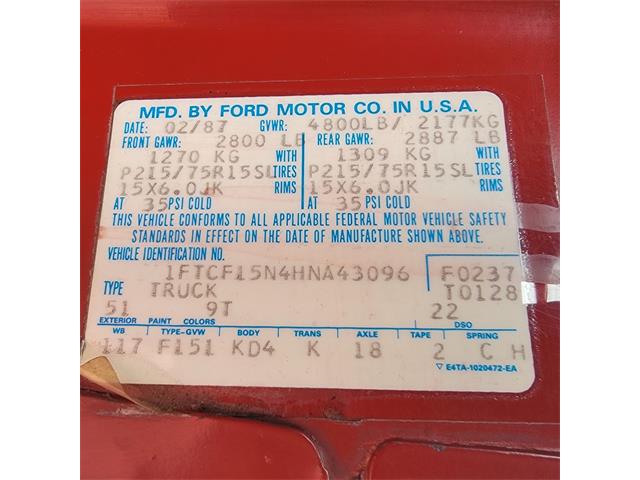 MFD. BY FORD MOTOR CO. IN U.S.A.
DATE: 02/87 GVWR: 4800LB/ 2177KG
FRONT GAWR: 2800 LB REAR GAWR: 2887 LB
1270 KG WITH 1309 KG WITH
P215/75R15SL TIRES P215/75R15SL TIRES
15X6.0JK RIMS 15X6.0JK RIMS
AT 35 PSI COLD AT 35 PSI COLD
THIS VEHICLE CONFORMS TO ALL APPLICABLE FEDERAL MOTOR VEHICLE SAFETY
STANDARDS IN EFFECT ON THE DATE OF MANUFACTURE SHOWN ABOVE.
VEHICLE IDENTIFICATION NO.
1FTCF15N4HNA43096 F0237
TYPE TRUCK T0128
51 9T 22
EXTERIOR PAINT COLORS DSO
WB TYPE-GVW BODY TRANS AXLE TAPE SPRING
117 F151 KD4 K 18 2 C H
▽ E4TA-1020472-EA